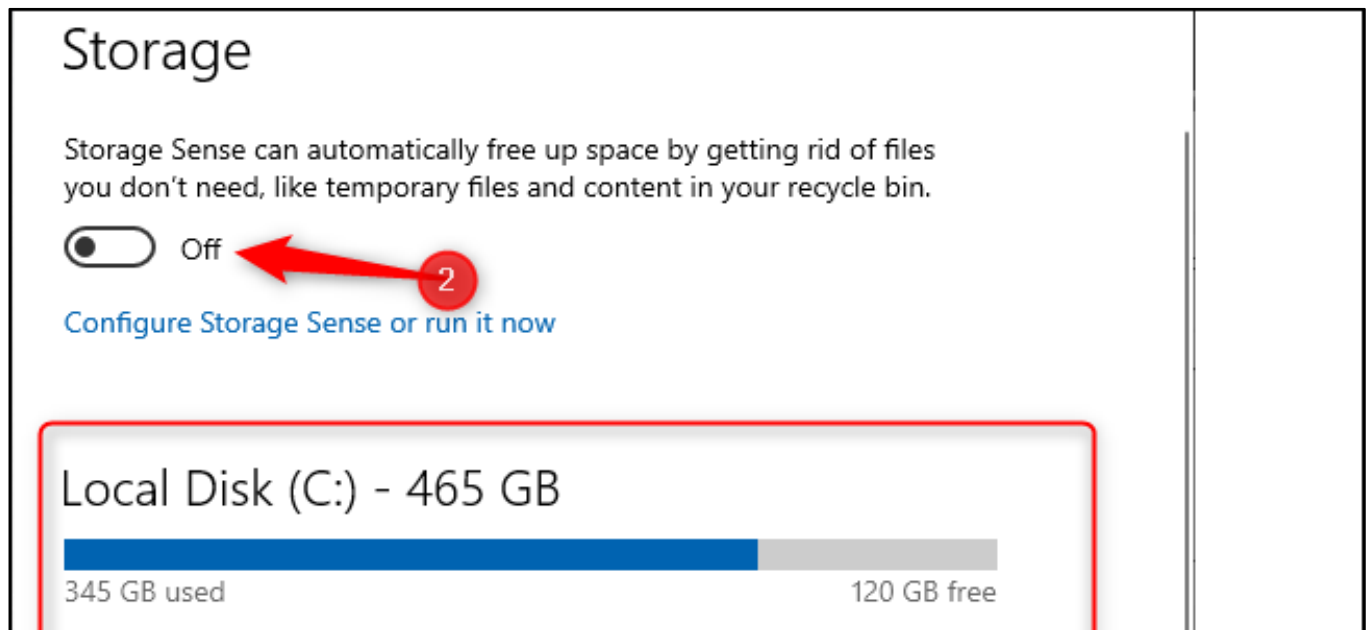 Storage
Storage Sense can automatically free up space by getting rid of files
you don't need, like temporary files and content in your recycle bin.
Off
2
Configure Storage Sense or run it now
Local Disk (C:) - 465 GB
345 GB used
120 GB free